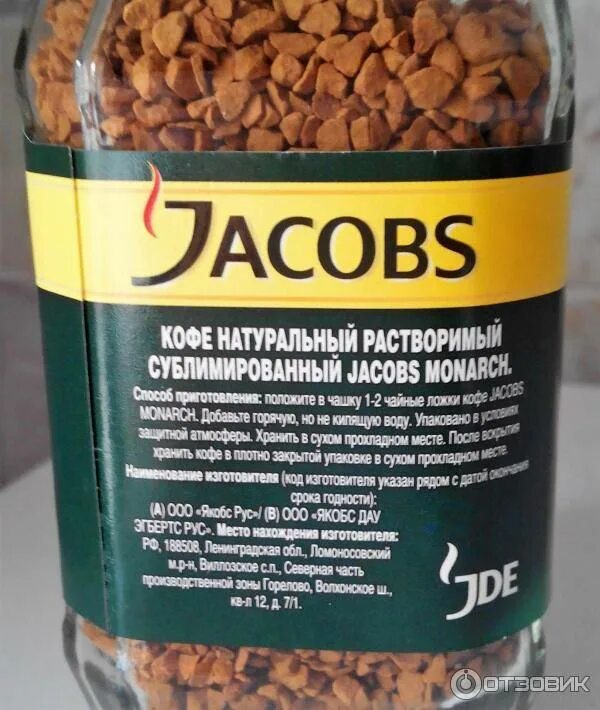 JACOBS
КОФЕ НАТУРАЛЬНЫЙ РАСТВОРИМЫЙ
СУБЛИМИРОВАННЫЙ JACOBS MONARCH.
Способ приготовления: положите в чашку 1-2 чайные ложки кофе JACOBS
MONARCH. Добавьте горячую, но не кипящую воду. Упаковано в условиях
защитной атмосферы. Хранить в сухом прохладном месте. После вскрытия
хранить кофе в плотно закрытой упаковке в сухом прохладном месте.
Наименование изготовителя (код изготовителя указан рядом с датой окончания
срока годности):
(A) ООО «Якобс Рус»/ (B) ООО «ЯКОБС ДАУ
ЭГБЕРТС РУС». Место нахождения изготовителя:
РФ, 188508, Ленинградская обл., Ломоносовский
м.р-н, Виллозское с.п., Северная часть
производственной зоны Горелово, Волхонское ш.,
кв-л 12, д. 7/1.
JDE
ОТЗОВИК